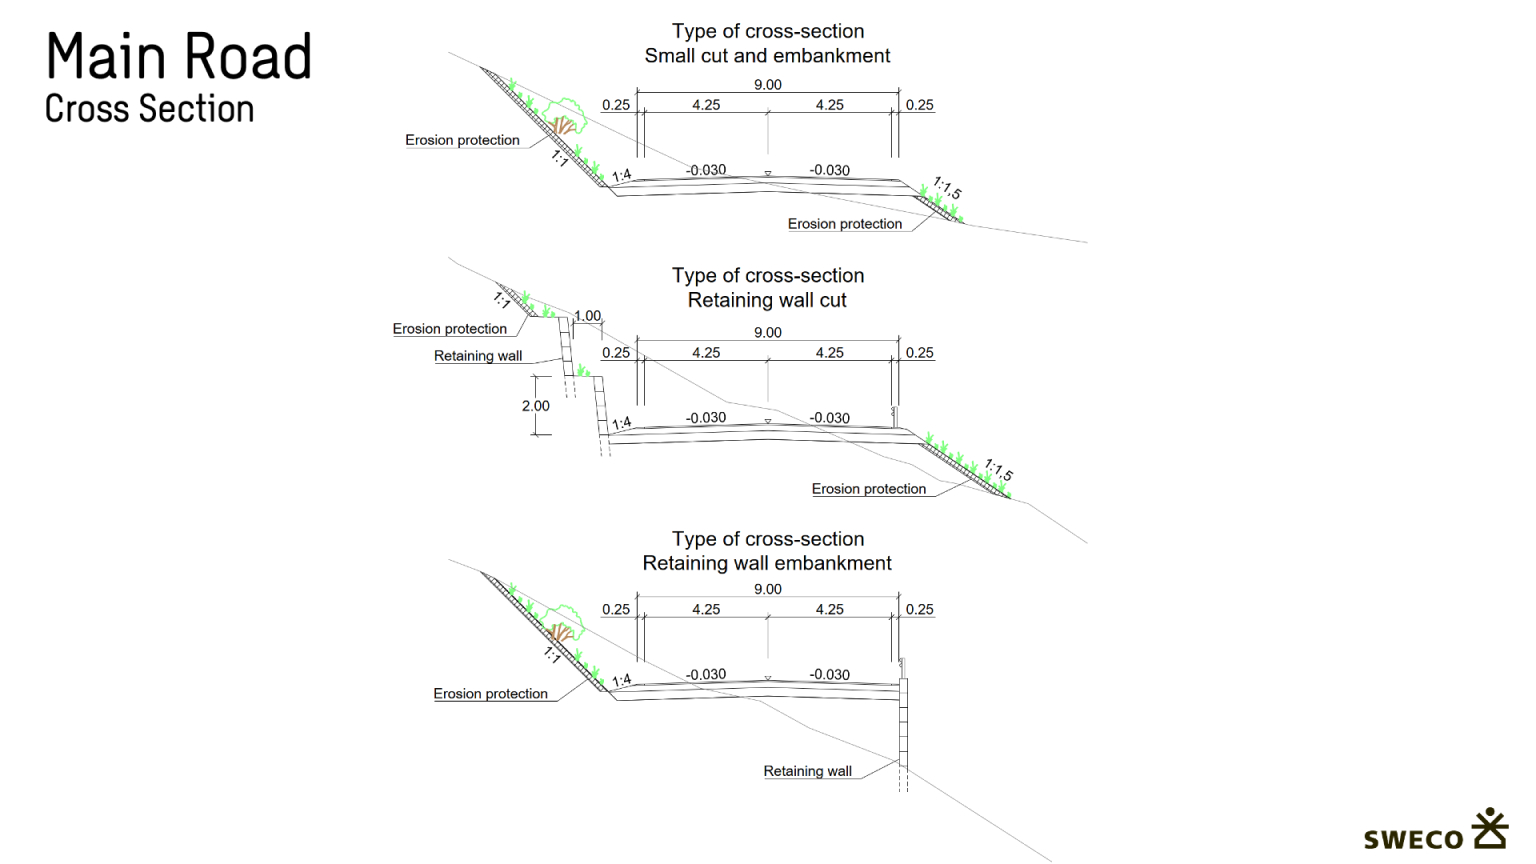 Main Road
Cross Section
Type of cross-section
Small cut and embankment
9.00
0.25 4.25 4.25 0.25
Erosion protection
1:1
1:4
-0.030 -0.030
1:1,5
Erosion protection
Type of cross-section
Retaining wall cut
1:1
1.00
Erosion protection
9.00
Retaining wall
0.25 4.25 4.25 0.25
2.00
1:4
-0.030 -0.030
1:1,5
Erosion protection
Type of cross-section
Retaining wall embankment
9.00
0.25 4.25 4.25 0.25
1:1
1:4
-0.030 -0.030
Erosion protection
Retaining wall
SWECO